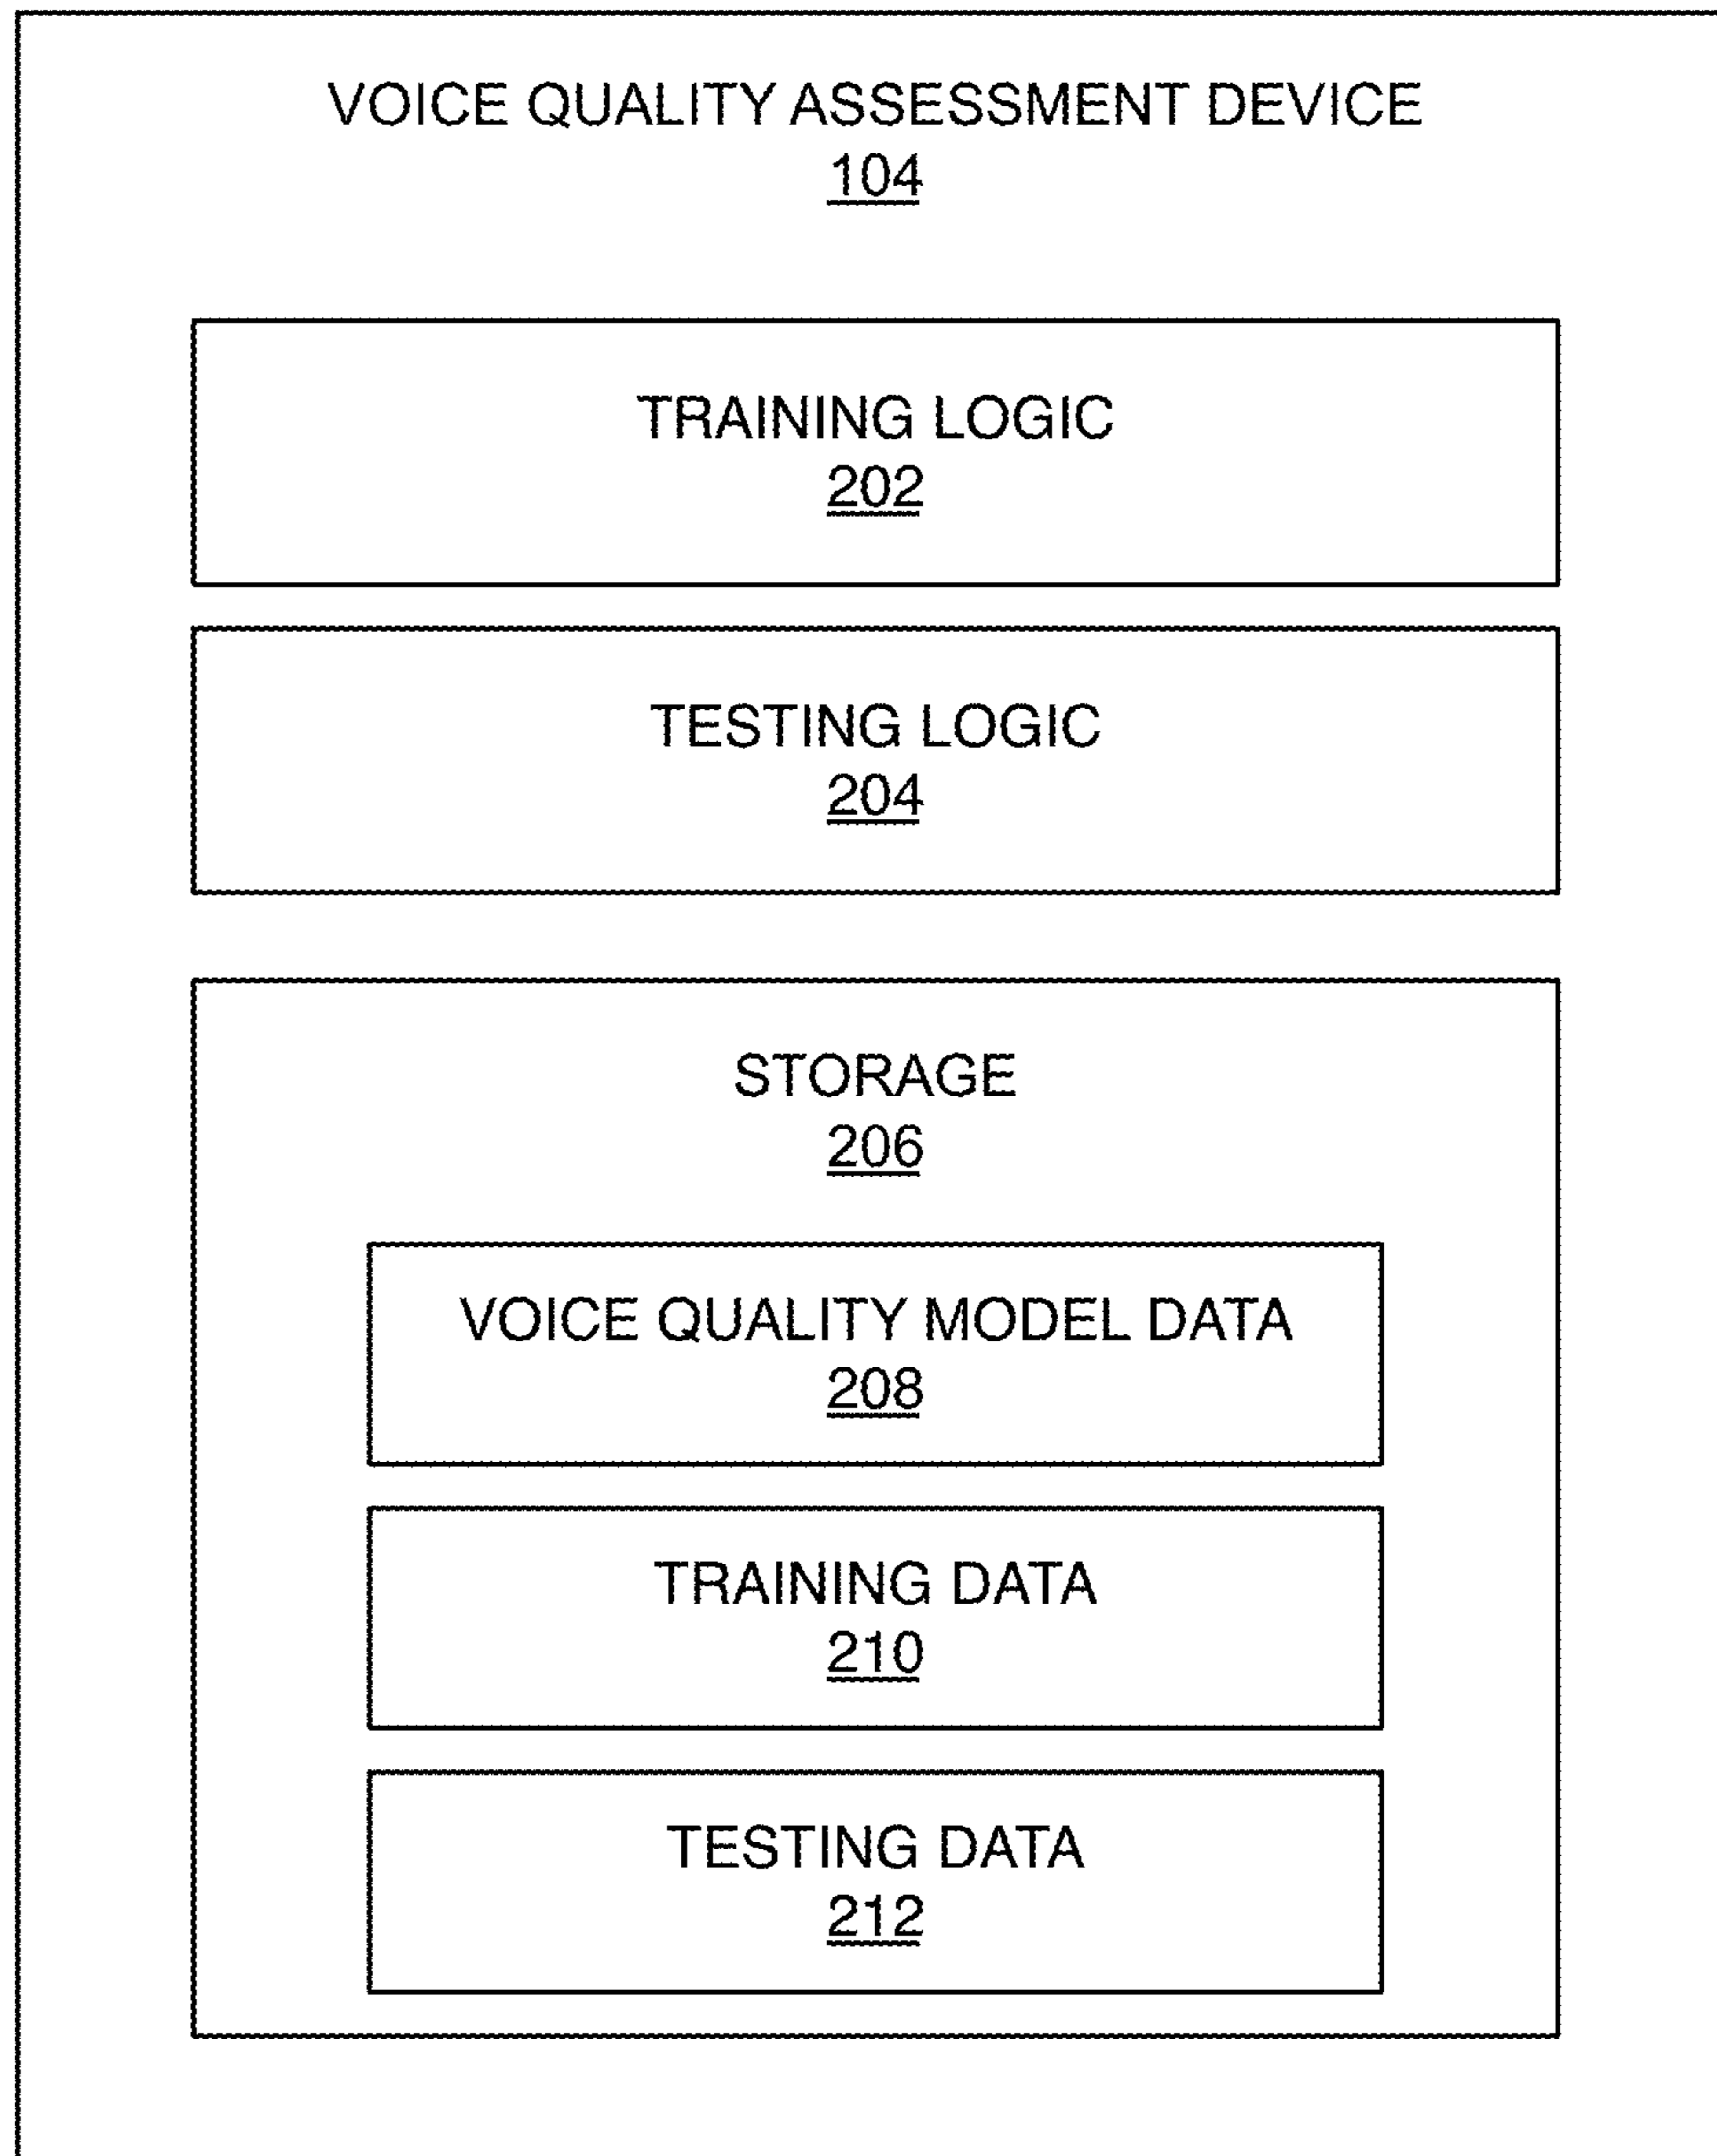 VOICE QUALITY ASSESSMENT DEVICE
104
TRAINING LOGIC
202
TESTING LOGIC
204
STORAGE
206
VOICE QUALITY MODEL DATA
208
TRAINING DATA
210
TESTING DATA
212